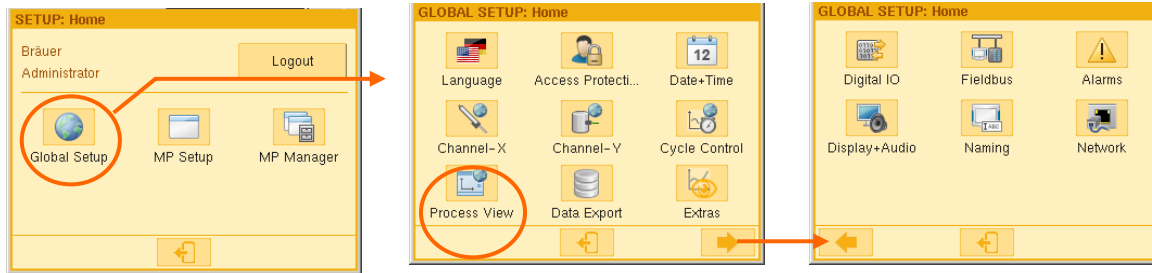 SETUP: Home
Bräuer
Administrator
Logout
Global Setup
MP Setup
MP Manager
GLOBAL SETUP: Home
Language
Access Protecti...
12
Date+Time
Channel-X
Channel-Y
Cycle Control
Process View
Data Export
Extras
GLOBAL SETUP: Home
Digital IO
Fieldbus
Alarms
Display+Audio
Naming
Network